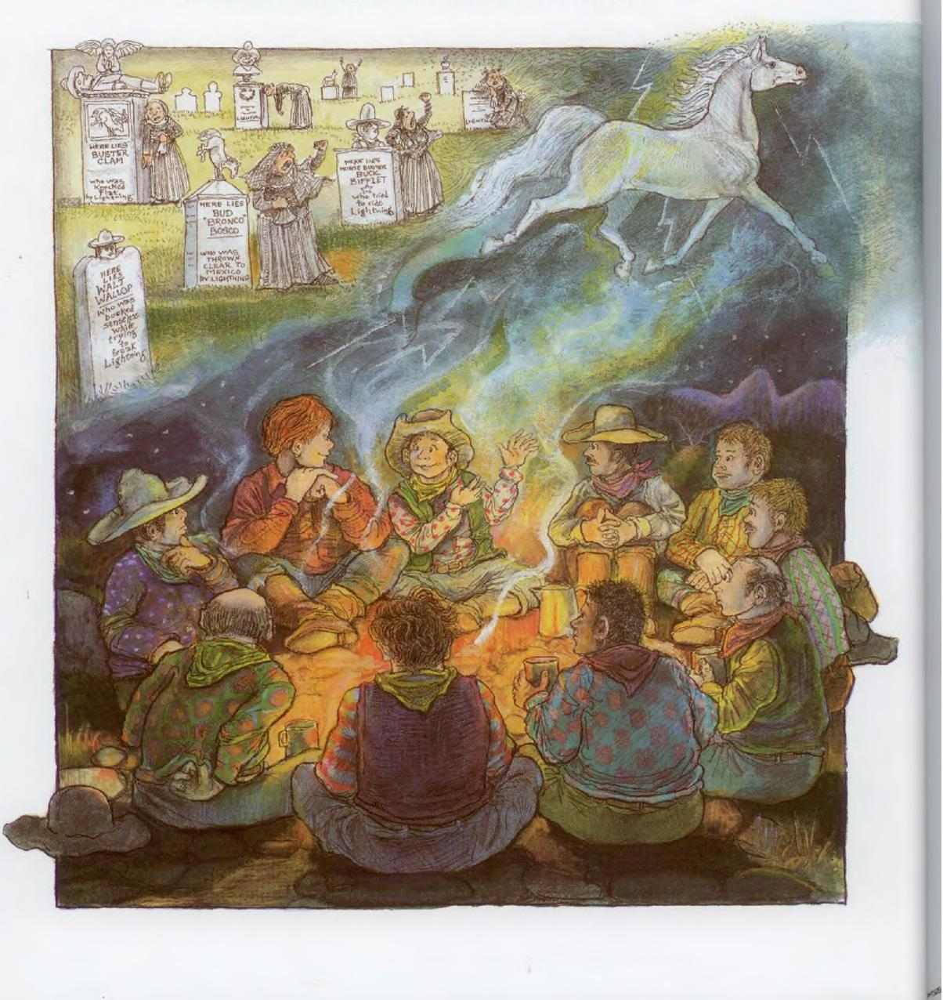 HERE LIES
BUSTER
CLAM
who was
knocked
flat
by Lightning
HERE LIES
BUD
"BRONCO"
BOSCO
WHO WAS
THROWN
CLEAR TO
MEXICO
BY LIGHTNING
HERE LIES
HORSE BUSTER
BUCK
BIFFLET
who tried
to ride
Lightning
HERE
LIES
WALT
WALLOP
who was
bucked
senseless
while
trying
to
break
Lightning